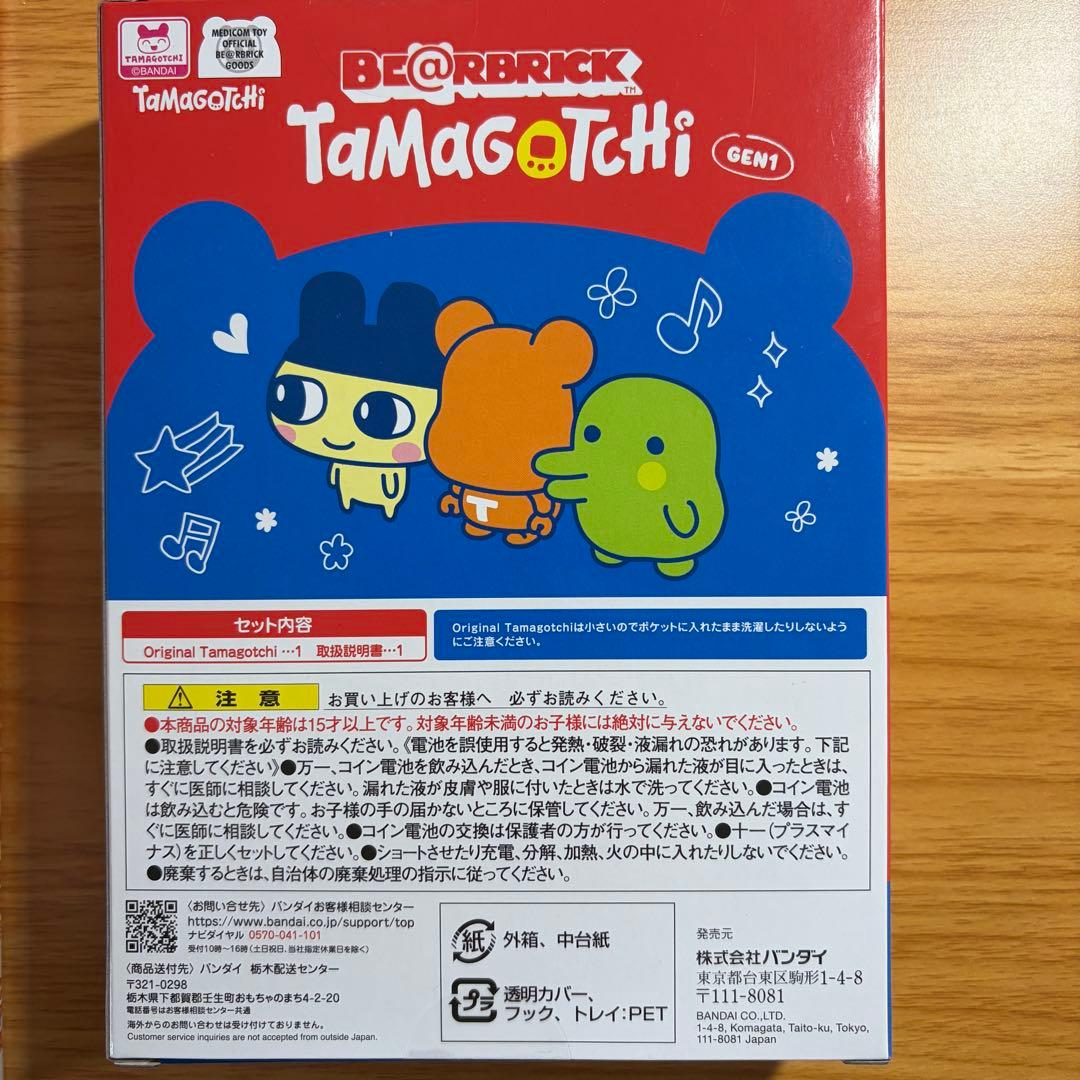 TAMAGOTCHI
©BANDAI
MEDICOM TOY
OFFICIAL
BE@RBRICK
GOODS
TaMaGOTCHi
BE@RBRICK
TM
TaMaGOTCHi
GEN1
T
セット内容
Original Tamagotchi …1　取扱説明書…1
Original Tamagotchiは小さいのでポケットに入れたまま洗濯したりしないよう
にご注意ください。
注 意
お買い上げのお客様へ　必ずお読みください。
●本商品の対象年齢は15才以上です。対象年齢未満のお子様には絶対に与えないでください。
●取扱説明書を必ずお読みください。《電池を誤使用すると発熱・破裂・液漏れの恐れがあります。下記
に注意してください》●万一、コイン電池を飲み込んだとき、コイン電池から漏れた液が目に入ったときは、
すぐに医師に相談してください。漏れた液が皮膚や服に付いたときは水で洗ってください。●コイン電池
は飲み込むと危険です。お子様の手の届かないところに保管してください。万一、飲み込んだ場合は、す
ぐに医師に相談してください。●コイン電池の交換は保護者の方が行ってください。●＋－（プラスマイ
ナス）を正しくセットしてください。●ショートさせたり充電、分解、加熱、火の中に入れたりしないでください。
●廃棄するときは、自治体の廃棄処理の指示に従ってください。
〈お問い合せ先〉バンダイお客様相談センター
https://www.bandai.co.jp/support/top
ナビダイヤル 0570-041-101
受付10時～16時（土日祝日、当社指定休業日を除く）
〈商品送付先〉バンダイ　栃木配送センター
〒321-0298
栃木県下都賀郡壬生町おもちゃのまち4-2-20
電話番号はお客様相談センター共通
海外からのお問い合わせは受け付けておりません。
Customer service inquiries are not accepted from outside Japan.
紙
外箱、中台紙
プラ
透明カバー、
フック、トレイ：PET
発売元
株式会社バンダイ
東京都台東区駒形1-4-8
〒111-8081
BANDAI CO.,LTD.
1-4-8, Komagata, Taito-ku, Tokyo,
111-8081 Japan